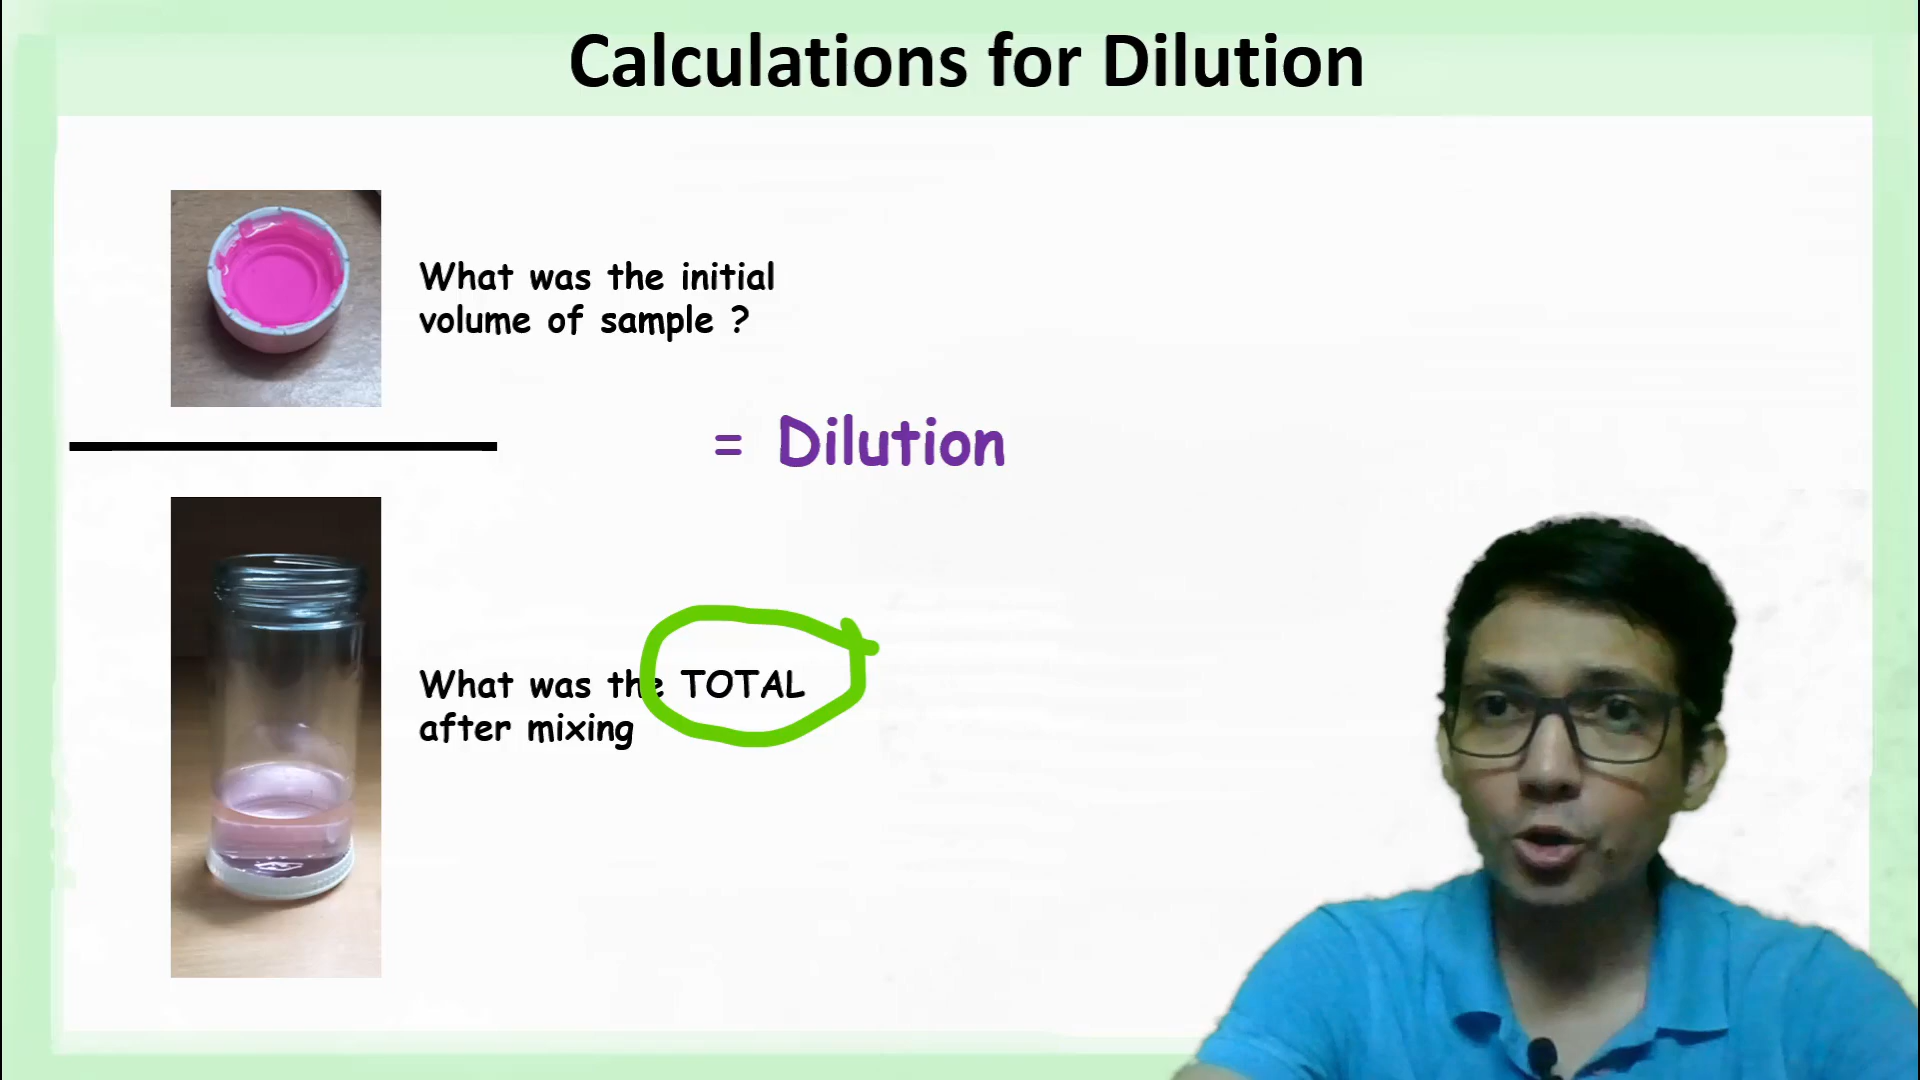 Calculations for Dilution
What was the initial
volume of sample ?
= Dilution
What was the TOTAL
after mixing